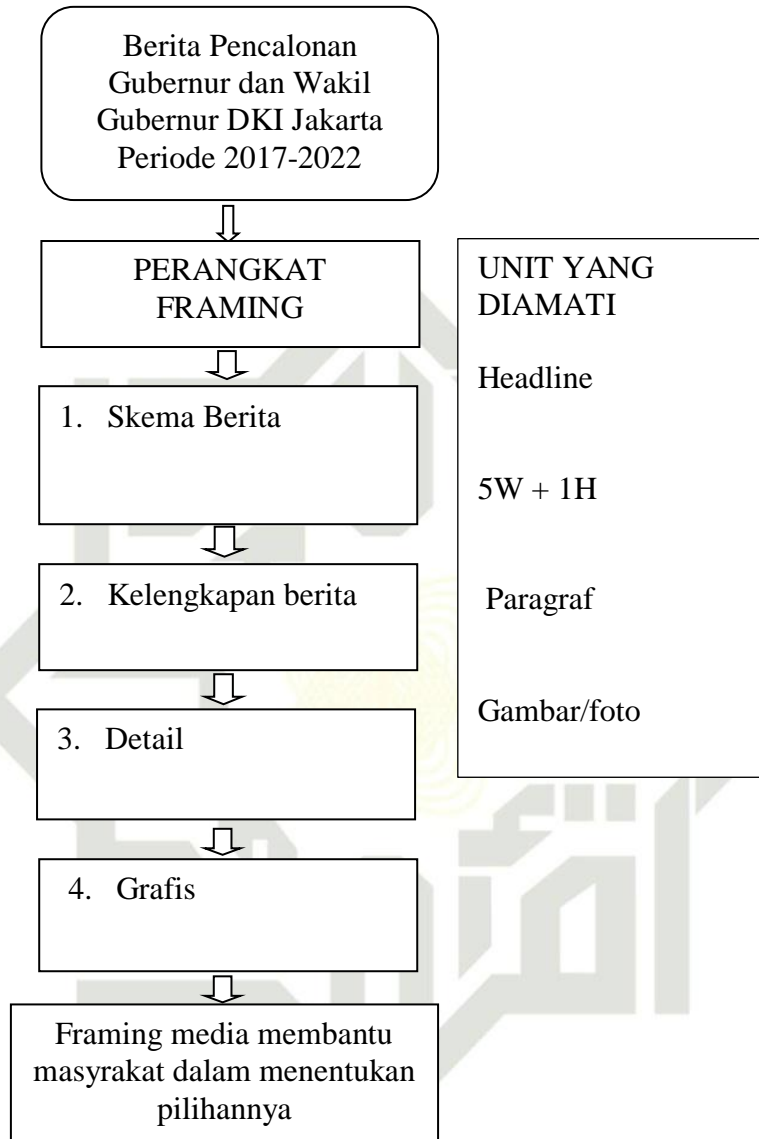 Berita Pencalonan
Gubernur dan Wakil
Gubernur DKI Jakarta
Periode 2017-2022
PERANGKAT
FRAMING
1. Skema Berita
2. Kelengkapan berita
3. Detail
4. Grafis
Framing media membantu
masyrakat dalam menentukan
pilihannya
UNIT YANG
DIAMATI
Headline
5W + 1H
Paragraf
Gambar/foto